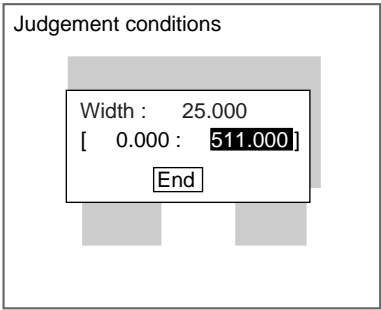 Judgement conditions
Width : 25.000
[ 0.000 : 511.000 ]
End